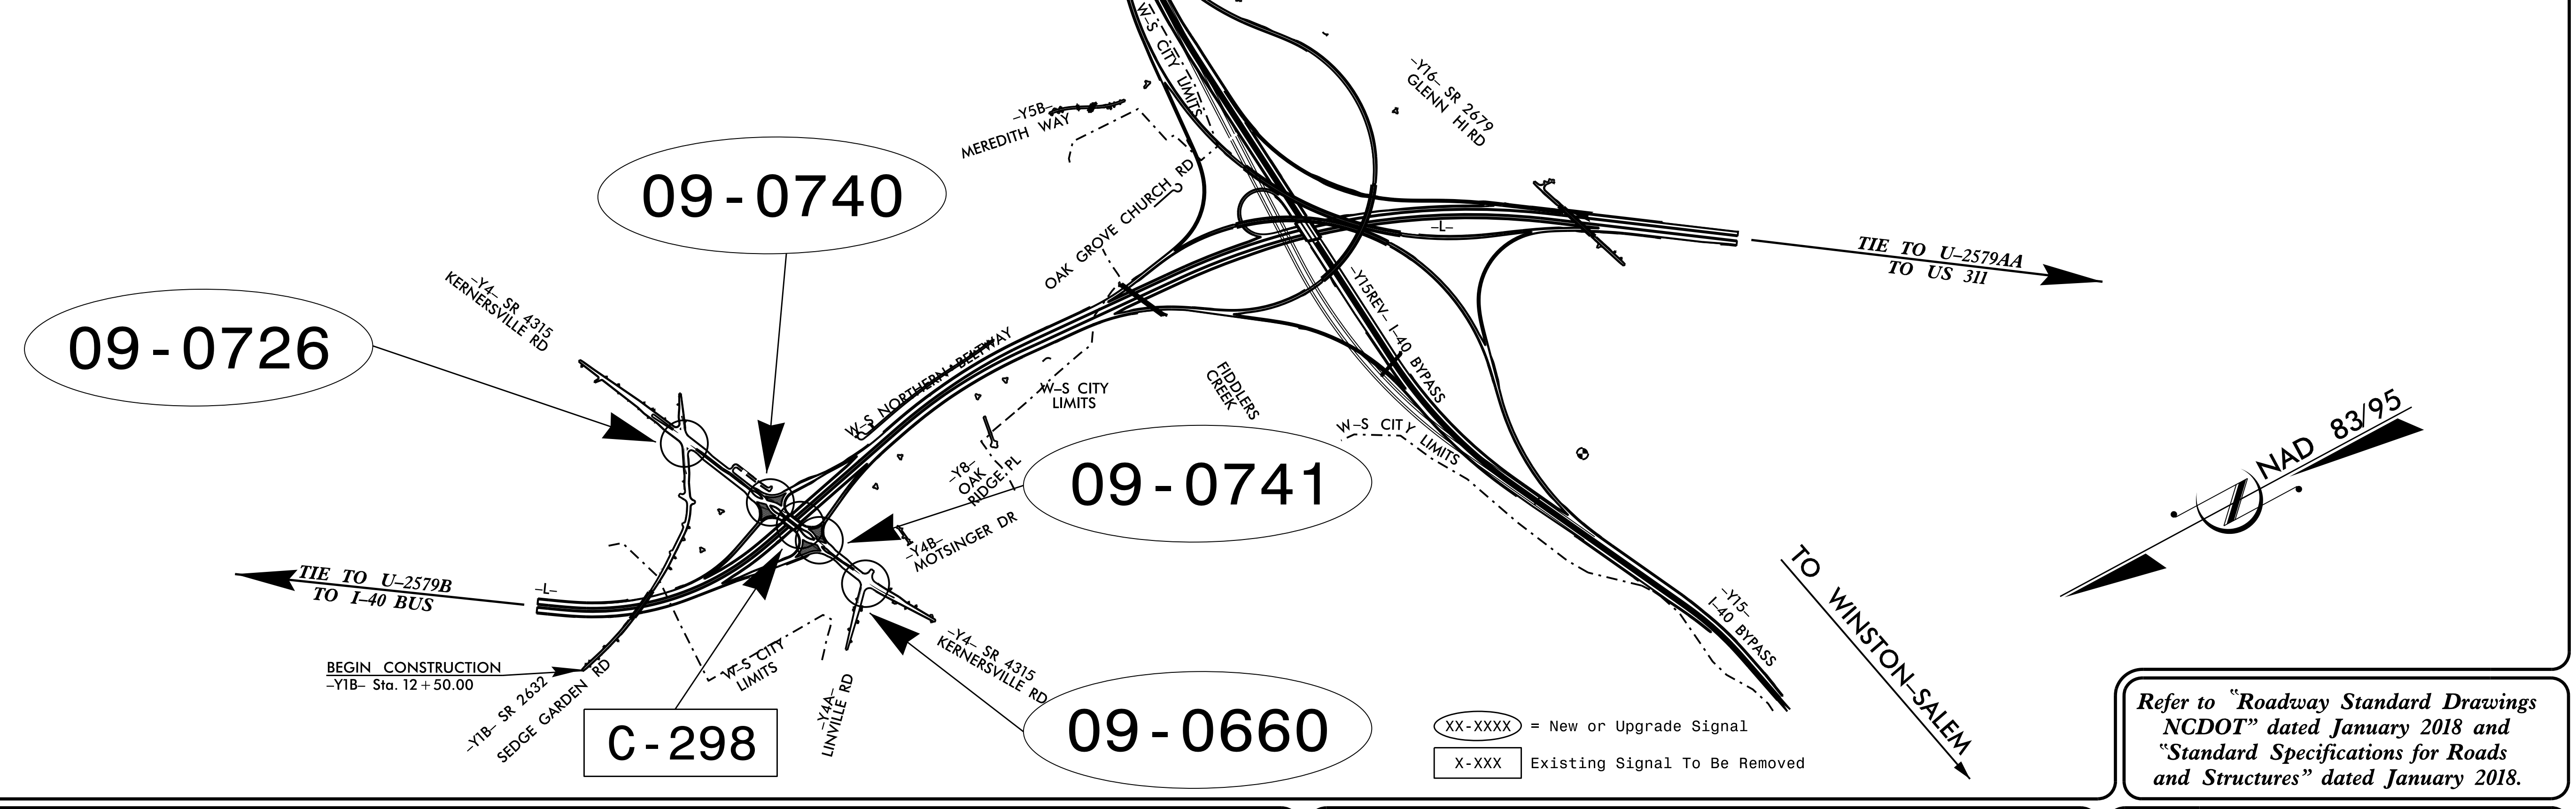 W-S CITY LIMITS
-Y16- SR 2679
GLENN HI RD
-Y5B-
MEREDITH WAY
09-0740
OAK GROVE CHURCH RD
-L-
TIE TO U-2579AA
TO US 311
-Y4- SR 4315
KERNERSVILLE RD
09-0726
-Y15REV- I-40 BYPASS
W-S NORTHERN BELTWAY
W-S CITY
LIMITS
FIDDLERS
CREEK
W-S CITY LIMITS
NAD 83/95
-Y8-
OAK
RIDGE PL
09-0741
-Y4B-
MOTSINGER DR
TIE TO U-2579B
TO I-40 BUS
-L-
TO WINSTON-SALEM
-Y15-
I-40 BYPASS
BEGIN CONSTRUCTION
-Y1B- Sta. 12+50.00
-Y1B- SR 2632
SEDGE GARDEN RD
W-S CITY
LIMITS
-Y4- SR 4315
KERNERSVILLE RD
-Y4A-
LINVILLE RD
C-298
09-0660
XX-XXXX = New or Upgrade Signal
X-XXX Existing Signal To Be Removed
Refer to "Roadway Standard Drawings
NCDOT" dated January 2018 and
"Standard Specifications for Roads
and Structures" dated January 2018.